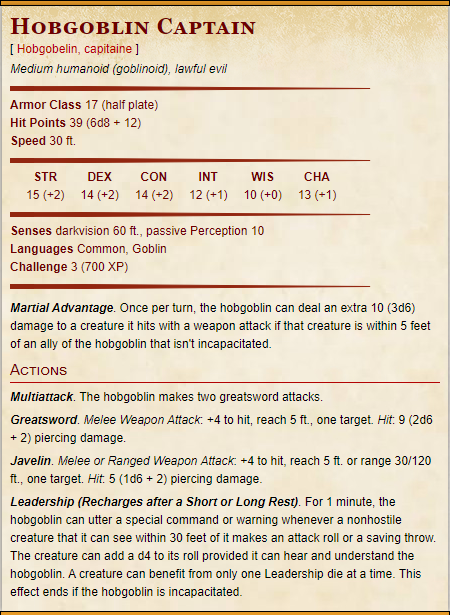 Hobgoblin Captain
[ Hobgobelin, capitaine ]
Medium humanoid (goblinoid), lawful evil
Armor Class 17 (half plate)
Hit Points 39 (6d8 + 12)
Speed 30 ft.
STR DEX CON INT WIS CHA
15 (+2) 14 (+2) 14 (+2) 12 (+1) 10 (+0) 13 (+1)
Senses darkvision 60 ft., passive Perception 10
Languages Common, Goblin
Challenge 3 (700 XP)
Martial Advantage. Once per turn, the hobgoblin can deal an extra 10 (3d6)
damage to a creature it hits with a weapon attack if that creature is within 5 feet
of an ally of the hobgoblin that isn't incapacitated.
Actions
Multiattack. The hobgoblin makes two greatsword attacks.
Greatsword. Melee Weapon Attack: +4 to hit, reach 5 ft., one target. Hit: 9 (2d6
+ 2) piercing damage.
Javelin. Melee or Ranged Weapon Attack: +4 to hit, reach 5 ft. or range 30/120
ft., one target. Hit: 5 (1d6 + 2) piercing damage.
Leadership (Recharges after a Short or Long Rest). For 1 minute, the
hobgoblin can utter a special command or warning whenever a nonhostile
creature that it can see within 30 feet of it makes an attack roll or a saving throw.
The creature can add a d4 to its roll provided it can hear and understand the
hobgoblin. A creature can benefit from only one Leadership die at a time. This
effect ends if the hobgoblin is incapacitated.